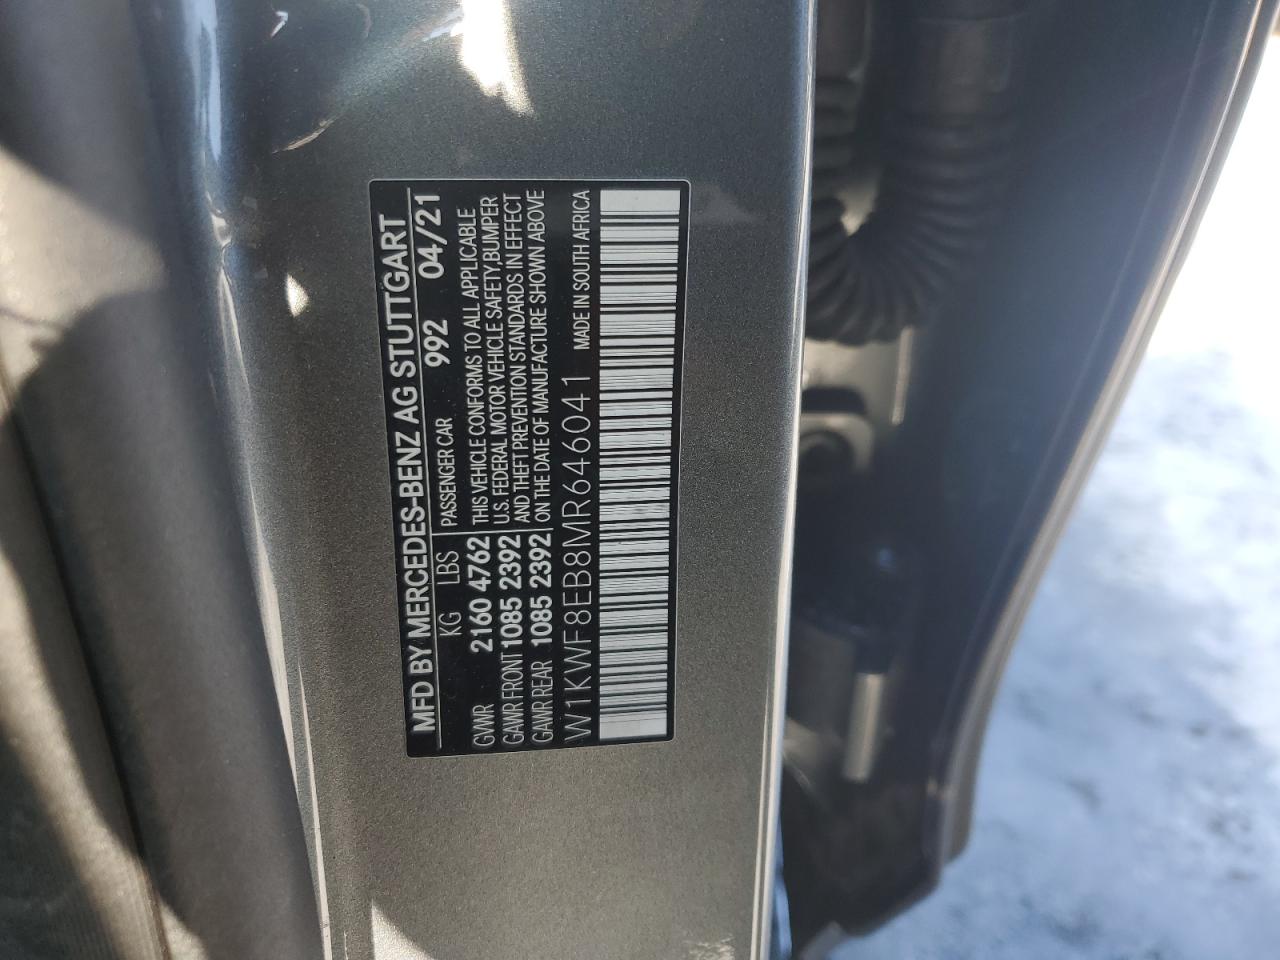 MFD BY MERCEDES-BENZ AG STUTTGART
KG LBS PASSENGER CAR 992 04/21
GVWR 2160 4762 THIS VEHICLE CONFORMS TO ALL APPLICABLE
GAWR FRONT 1085 2392 U.S. FEDERAL MOTOR VEHICLE SAFETY,BUMPER
GAWR REAR 1085 2392 AND THEFT PREVENTION STANDARDS IN EFFECT
ON THE DATE OF MANUFACTURE SHOWN ABOVE
W1KWF8EB8MR646041 MADE IN SOUTH AFRICA